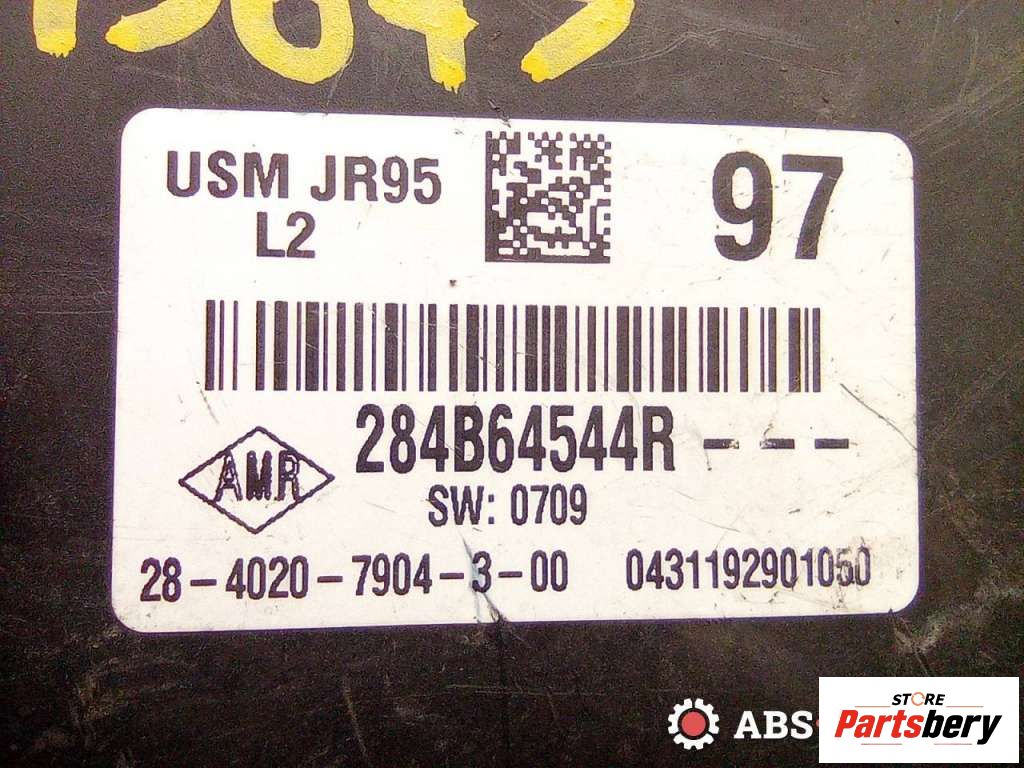 USM JR95
L2
97
284B64544R - - -
AMR
SW: 0709
28-4020-7904-3-00
0431192901050
ABS
STORE
Partsbery